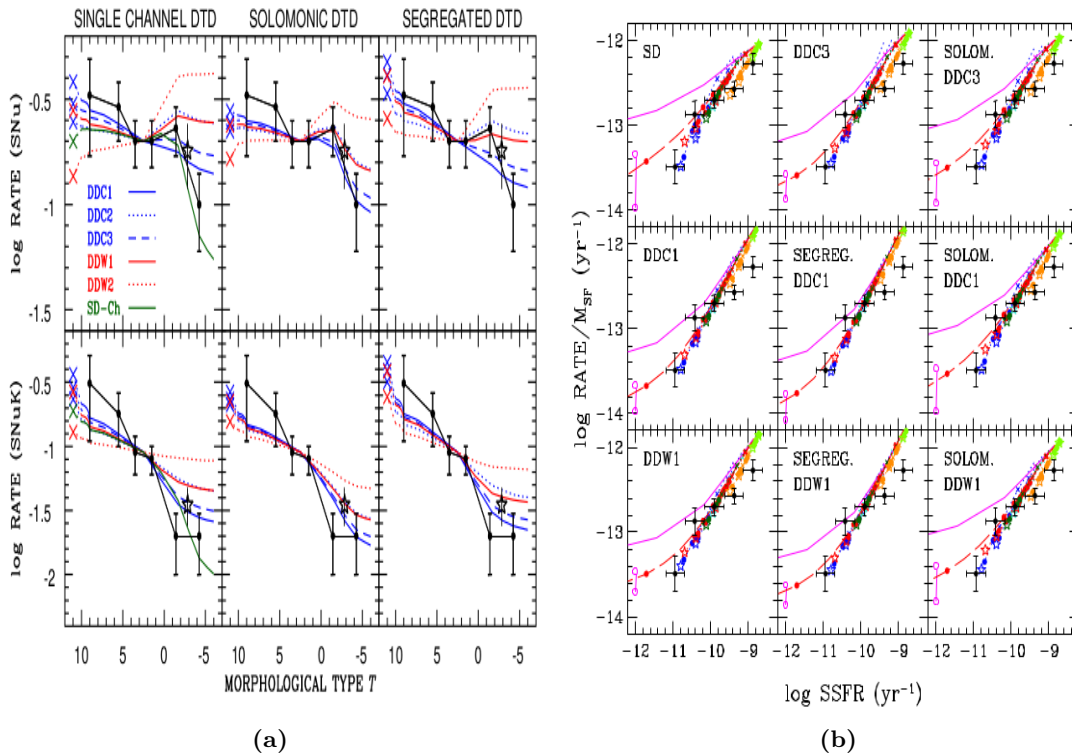 SINGLE CHANNEL DTD SOLOMONIC DTD SEGREGATED DTD
log RATE (SNu)
-0.5
-1
-1.5
DDC1
DDC2
DDC3
DDW1
DDW2
SD-Ch
log RATE (SNuK)
-0.5
-1
-1.5
-2
10 5 0 -5 10 5 0 -5 10 5 0 -5
MORPHOLOGICAL TYPE T
(a)
log RATE/M_SF (yr⁻¹)
-12
-13
-14
SD
DDC3
SOLOM.
DDC3
-12
-13
-14
DDC1
SEGREG.
DDC1
SOLOM.
DDC1
-12
-13
-14
DDW1
SEGREG.
DDW1
SOLOM.
DDW1
-12 -11 -10 -9 -12 -11 -10 -9 -12 -11 -10 -9
log SSFR (yr⁻¹)
(b)